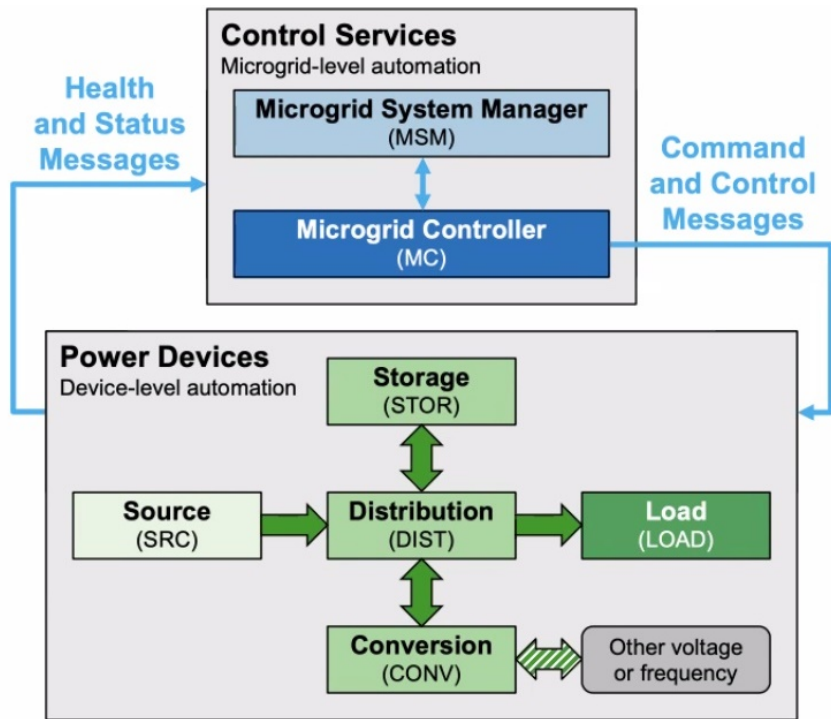 Control Services
Microgrid-level automation
Health
and Status
Messages
Microgrid System Manager
(MSM)
Command
and Control
Messages
Microgrid Controller
(MC)
Power Devices
Device-level automation
Storage
(STOR)
Source
(SRC)
Distribution
(DIST)
Load
(LOAD)
Conversion
(CONV)
Other voltage
or frequency